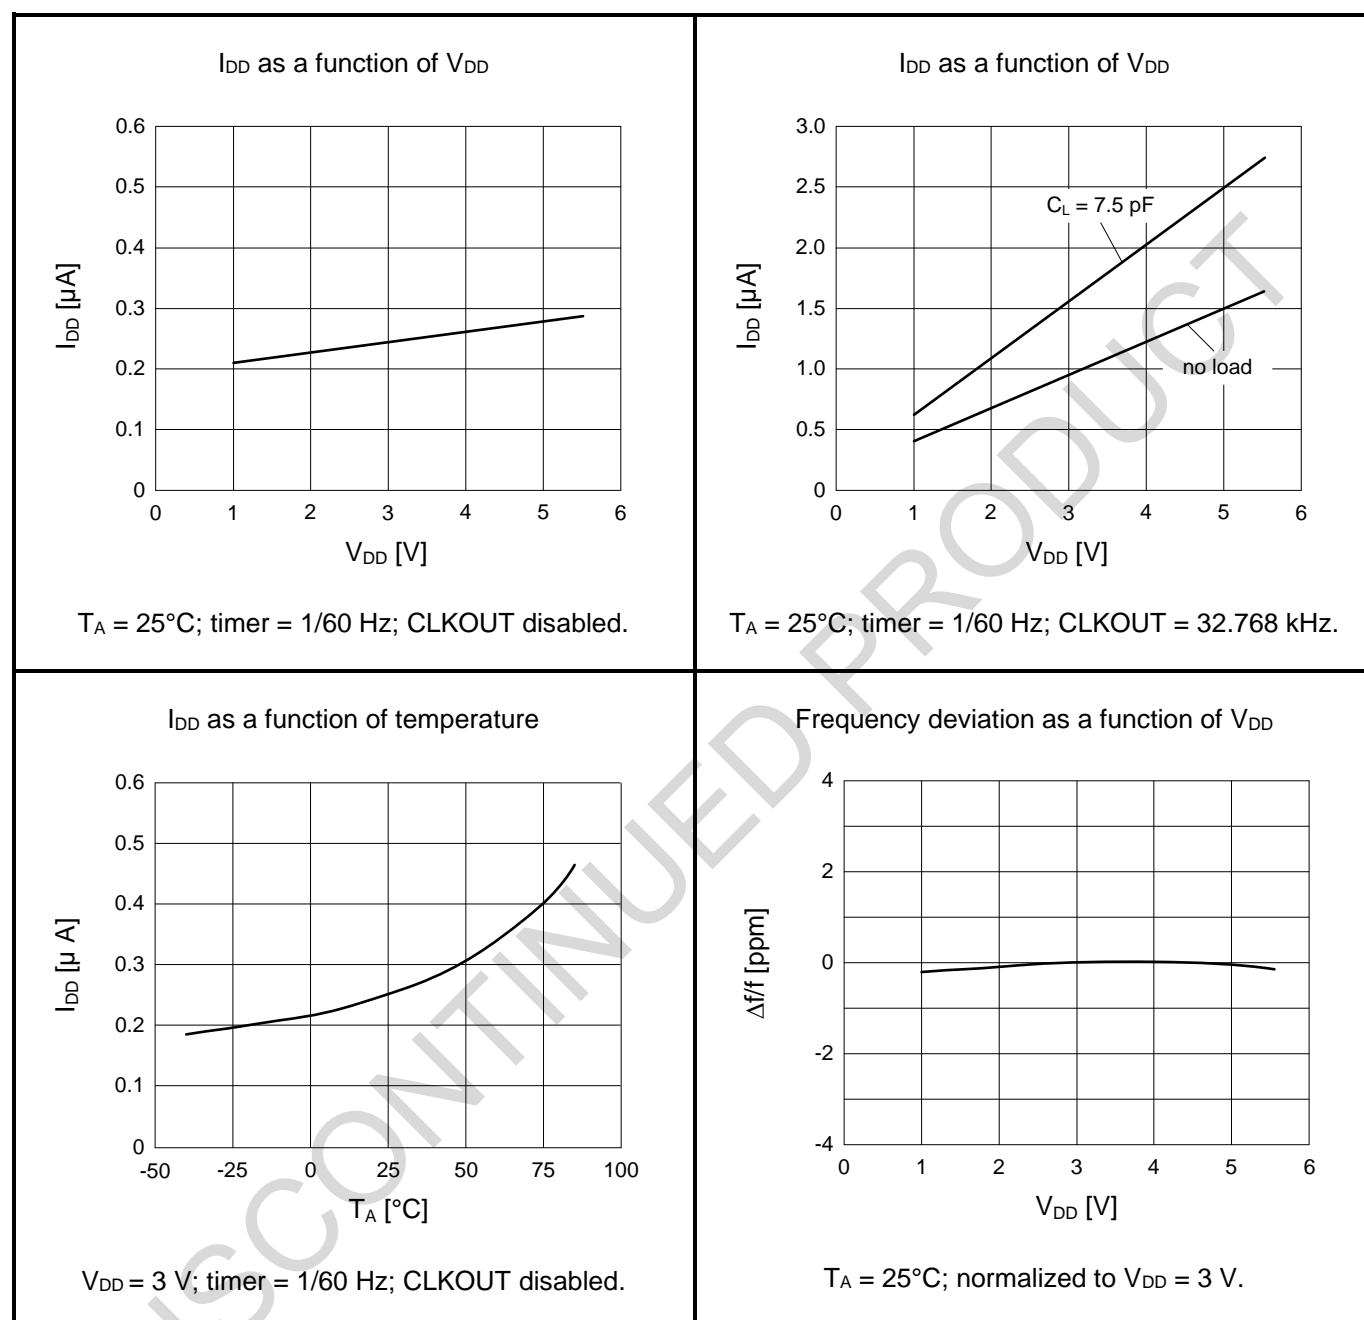 IDD as a function of VDD
0.6
0.5
0.4
0.3
0.2
0.1
0
IDD [µA]
0 1 2 3 4 5 6
VDD [V]
TA = 25°C; timer = 1/60 Hz; CLKOUT disabled.
IDD as a function of VDD
3.0
2.5
2.0
1.5
1.0
0.5
0
IDD [µA]
CL = 7.5 pF
no load
0 1 2 3 4 5 6
VDD [V]
TA = 25°C; timer = 1/60 Hz; CLKOUT = 32.768 kHz.
IDD as a function of temperature
0.6
0.5
0.4
0.3
0.2
0.1
0
IDD [µ A]
-50 -25 0 25 50 75 100
TA [°C]
VDD = 3 V; timer = 1/60 Hz; CLKOUT disabled.
Frequency deviation as a function of VDD
4
2
0
-2
-4
Δf/f [ppm]
0 1 2 3 4 5 6
VDD [V]
TA = 25°C; normalized to VDD = 3 V.
ISCONTINUED PRODUCT